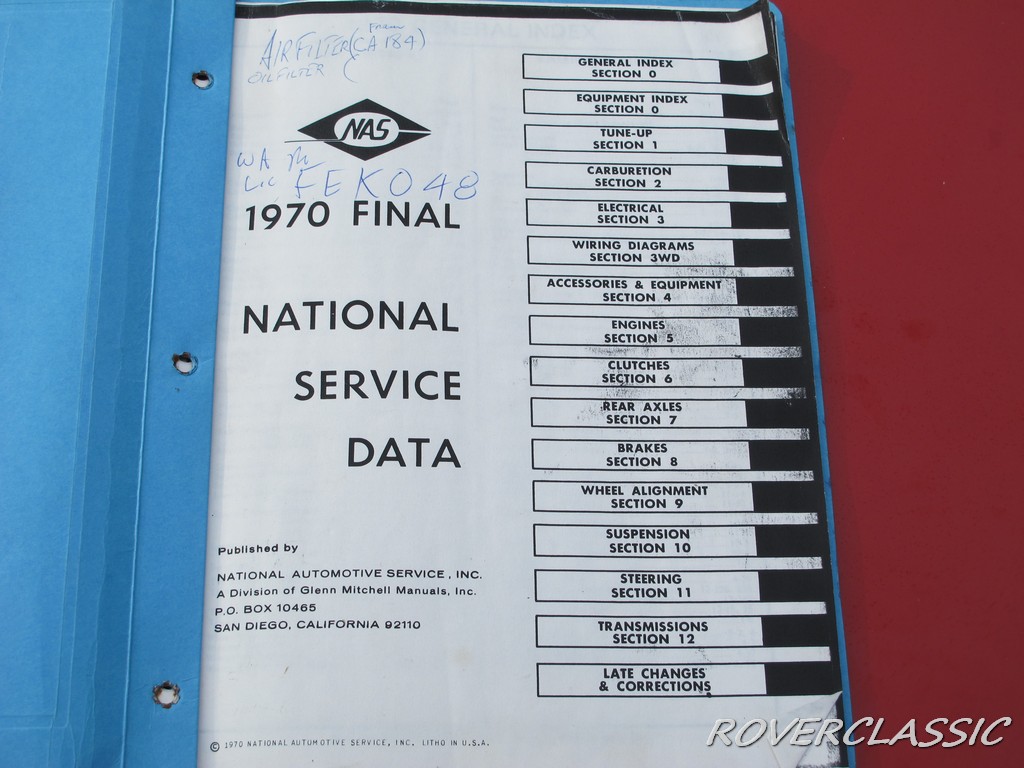 Fram
AIR FILTER (CA 184)
OIL FILTER (
NAS
WA
LIC FEK 048
1970 FINAL
NATIONAL
SERVICE
DATA
Published by
NATIONAL AUTOMOTIVE SERVICE, INC.
A Division of Glenn Mitchell Manuals, Inc.
P.O. BOX 10465
SAN DIEGO, CALIFORNIA 92110
© 1970 NATIONAL AUTOMOTIVE SERVICE, INC. LITHO IN U.S.A.
GENERAL INDEX
SECTION 0
EQUIPMENT INDEX
SECTION 0
TUNE-UP
SECTION 1
CARBURETION
SECTION 2
ELECTRICAL
SECTION 3
WIRING DIAGRAMS
SECTION 3WD
ACCESSORIES & EQUIPMENT
SECTION 4
ENGINES
SECTION 5
CLUTCHES
SECTION 6
REAR AXLES
SECTION 7
BRAKES
SECTION 8
WHEEL ALIGNMENT
SECTION 9
SUSPENSION
SECTION 10
STEERING
SECTION 11
TRANSMISSIONS
SECTION 12
LATE CHANGES
& CORRECTIONS
ROVERCLASSIC